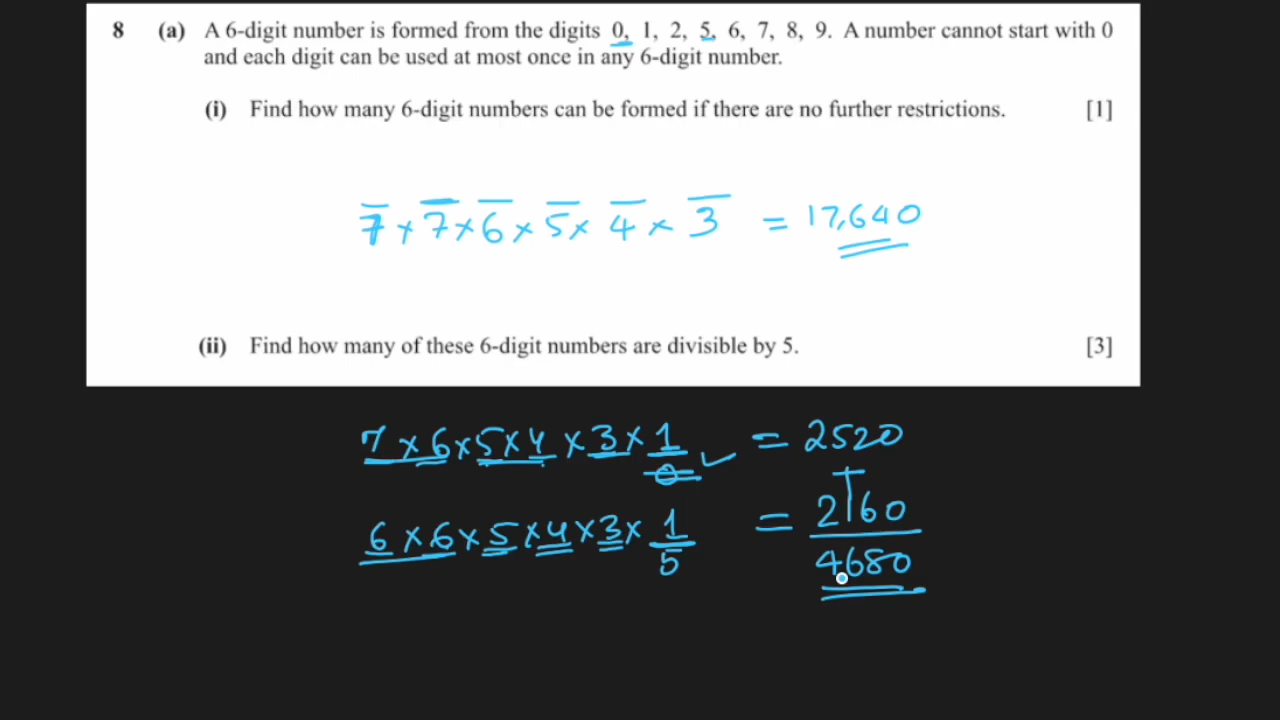 8 (a) A 6-digit number is formed from the digits 0, 1, 2, 5, 6, 7, 8, 9. A number cannot start with 0
and each digit can be used at most once in any 6-digit number.
(i) Find how many 6-digit numbers can be formed if there are no further restrictions. [1]
7 × 7 × 6 × 5 × 4 × 3 = 17,640
(ii) Find how many of these 6-digit numbers are divisible by 5. [3]
7 × 6 × 5 × 4 × 3 × 1 = 2520
0
6 × 6 × 5 × 4 × 3 × 1 = 2160
5
4680